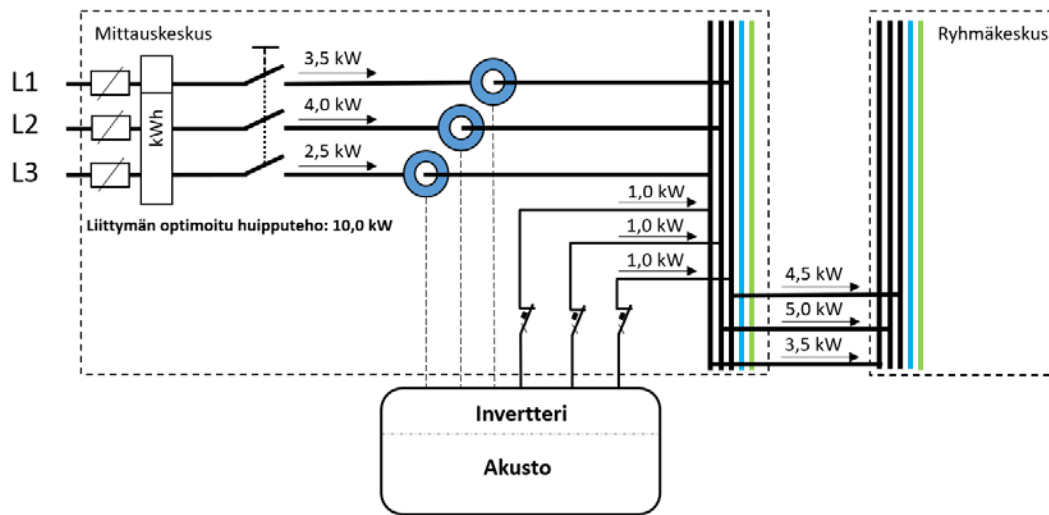 Mittauskeskus
Ryhmäkeskus
L1
3,5 kW
L2
4,0 kW
kWh
L3
2,5 kW
1,0 kW
Liittymän optimoitu huipputeho: 10,0 kW
1,0 kW
1,0 kW
4,5 kW
5,0 kW
3,5 kW
Invertteri
Akusto